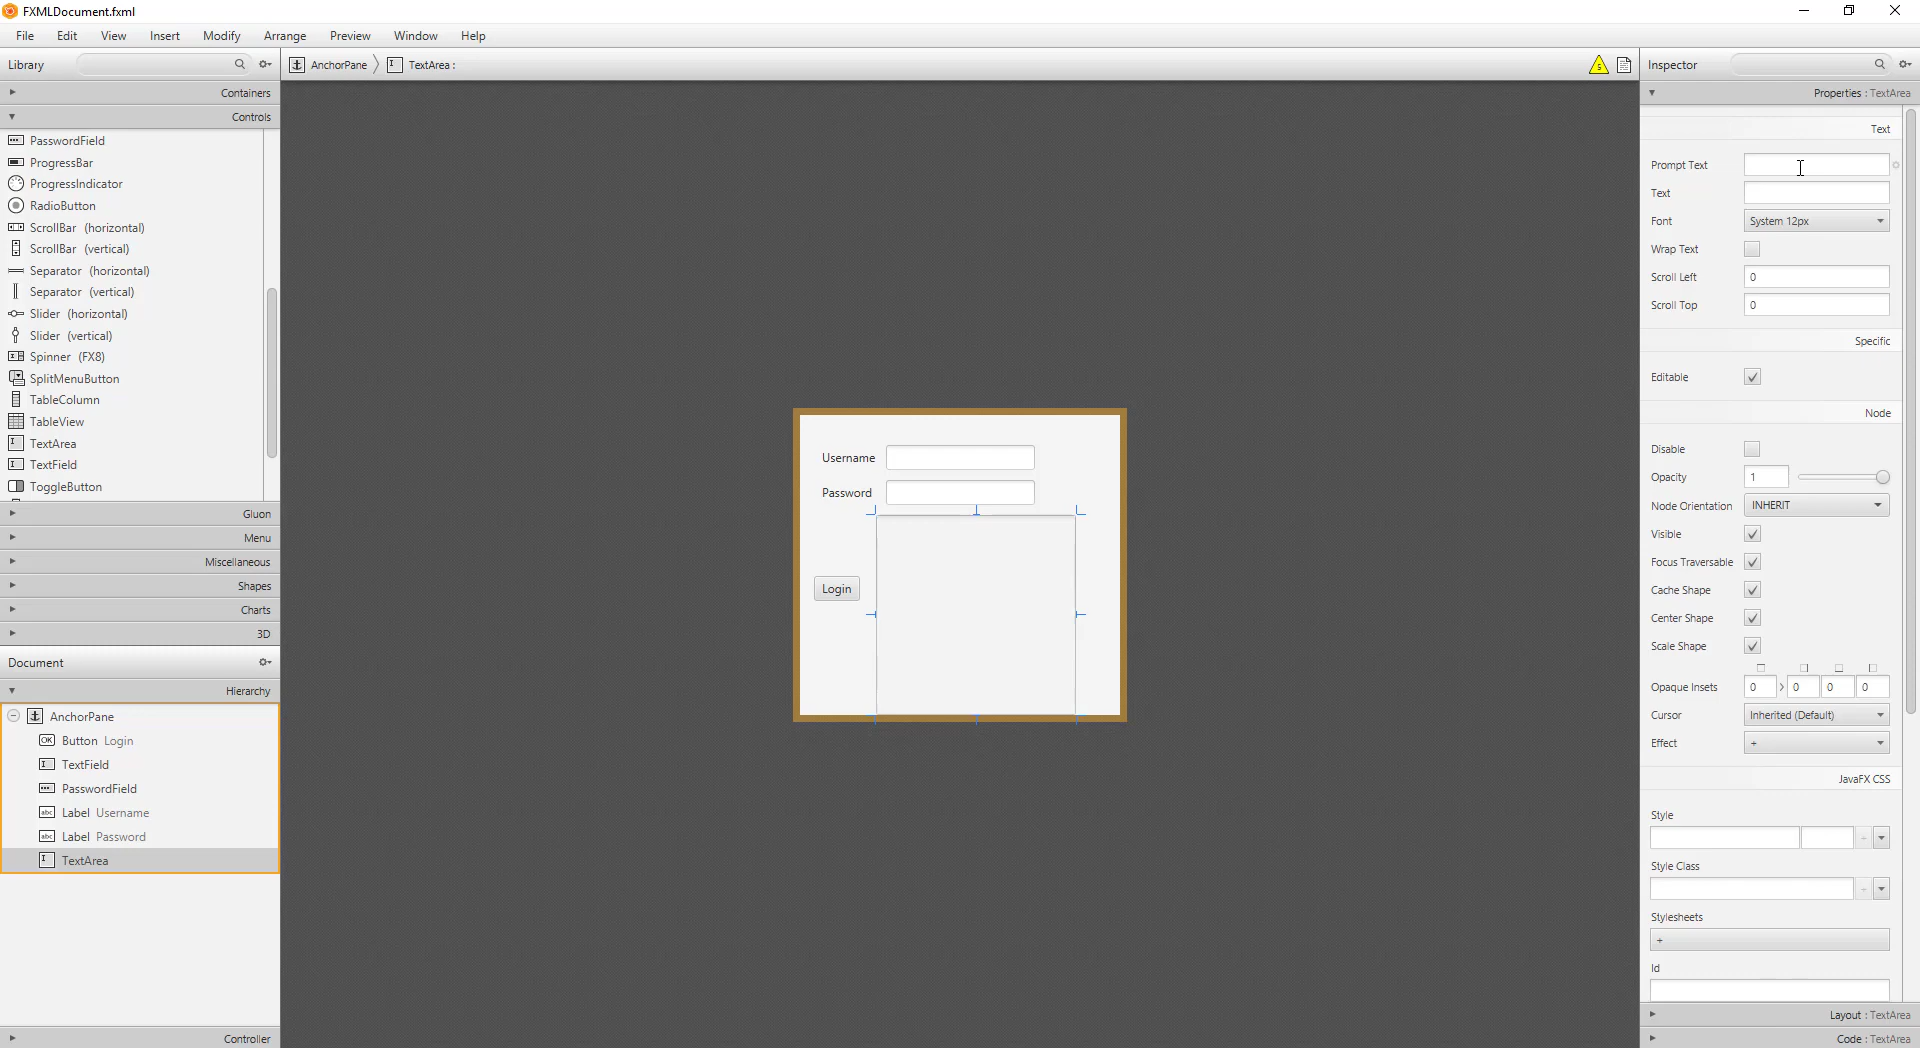 FXMLDocument.fxml
File Edit View Insert Modify Arrange Preview Window Help
Library
AnchorPane TextArea :
Inspector
Containers
Controls
PasswordField
ProgressBar
ProgressIndicator
RadioButton
ScrollBar (horizontal)
ScrollBar (vertical)
Separator (horizontal)
Separator (vertical)
Slider (horizontal)
Slider (vertical)
Spinner (FX8)
SplitMenuButton
TableColumn
TableView
TextArea
TextField
ToggleButton
Gluon
Menu
Miscellaneous
Shapes
Charts
3D
Document
Hierarchy
AnchorPane
OK Button Login
TextField
PasswordField
abc Label Username
abc Label Password
TextArea
Controller
Username
Password
Login
Properties : TextArea
Text
Prompt Text
Text
Font System 12px
Wrap Text
Scroll Left 0
Scroll Top 0
Specific
Editable
Node
Disable
Opacity 1
Node Orientation INHERIT
Visible
Focus Traversable
Cache Shape
Center Shape
Scale Shape
Opaque Insets 0 0 0 0
Cursor Inherited (Default)
Effect +
JavaFX CSS
Style
+
Style Class
+
Stylesheets
+
Id
Layout : TextArea
Code : TextArea